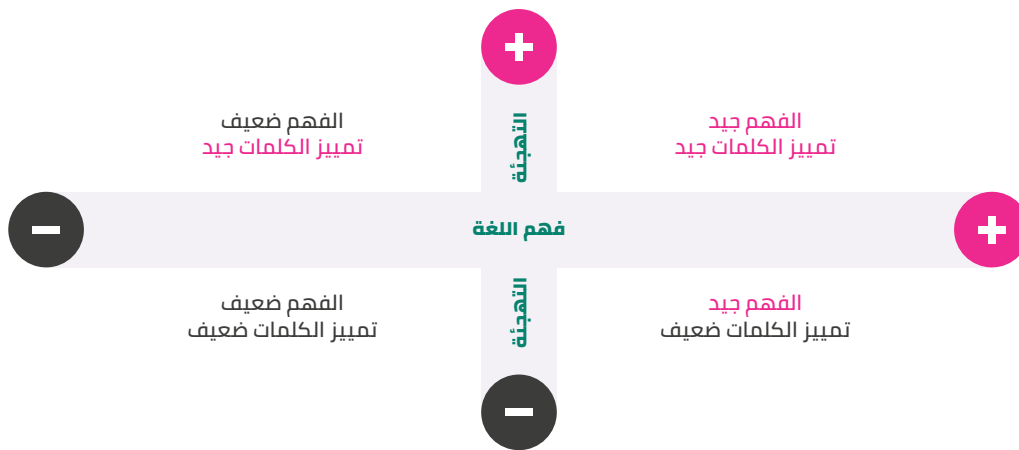 +
التهجئة
الفهم جيد
تمييز الكلمات جيد
الفهم ضعيف
تمييز الكلمات جيد
+
فهم اللغة
-
الفهم جيد
تمييز الكلمات ضعيف
التهجئة
الفهم ضعيف
تمييز الكلمات ضعيف
-